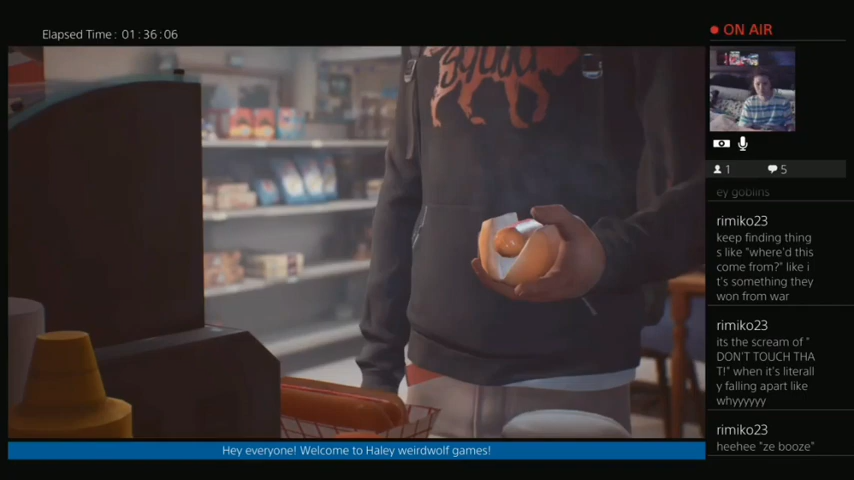 Elapsed Time : 01:36:06
ON AIR
squad
1 5
ey goblins
rimiko23
keep finding thing
s like "where'd this
come from?" like i
t's something they
won from war
rimiko23
its the scream of "
DON'T TOUCH THA
T!" when it's literall
y falling apart like
whyyyyy
rimiko23
heehee "ze booze"
Hey everyone! Welcome to Haley weirdwolf games!